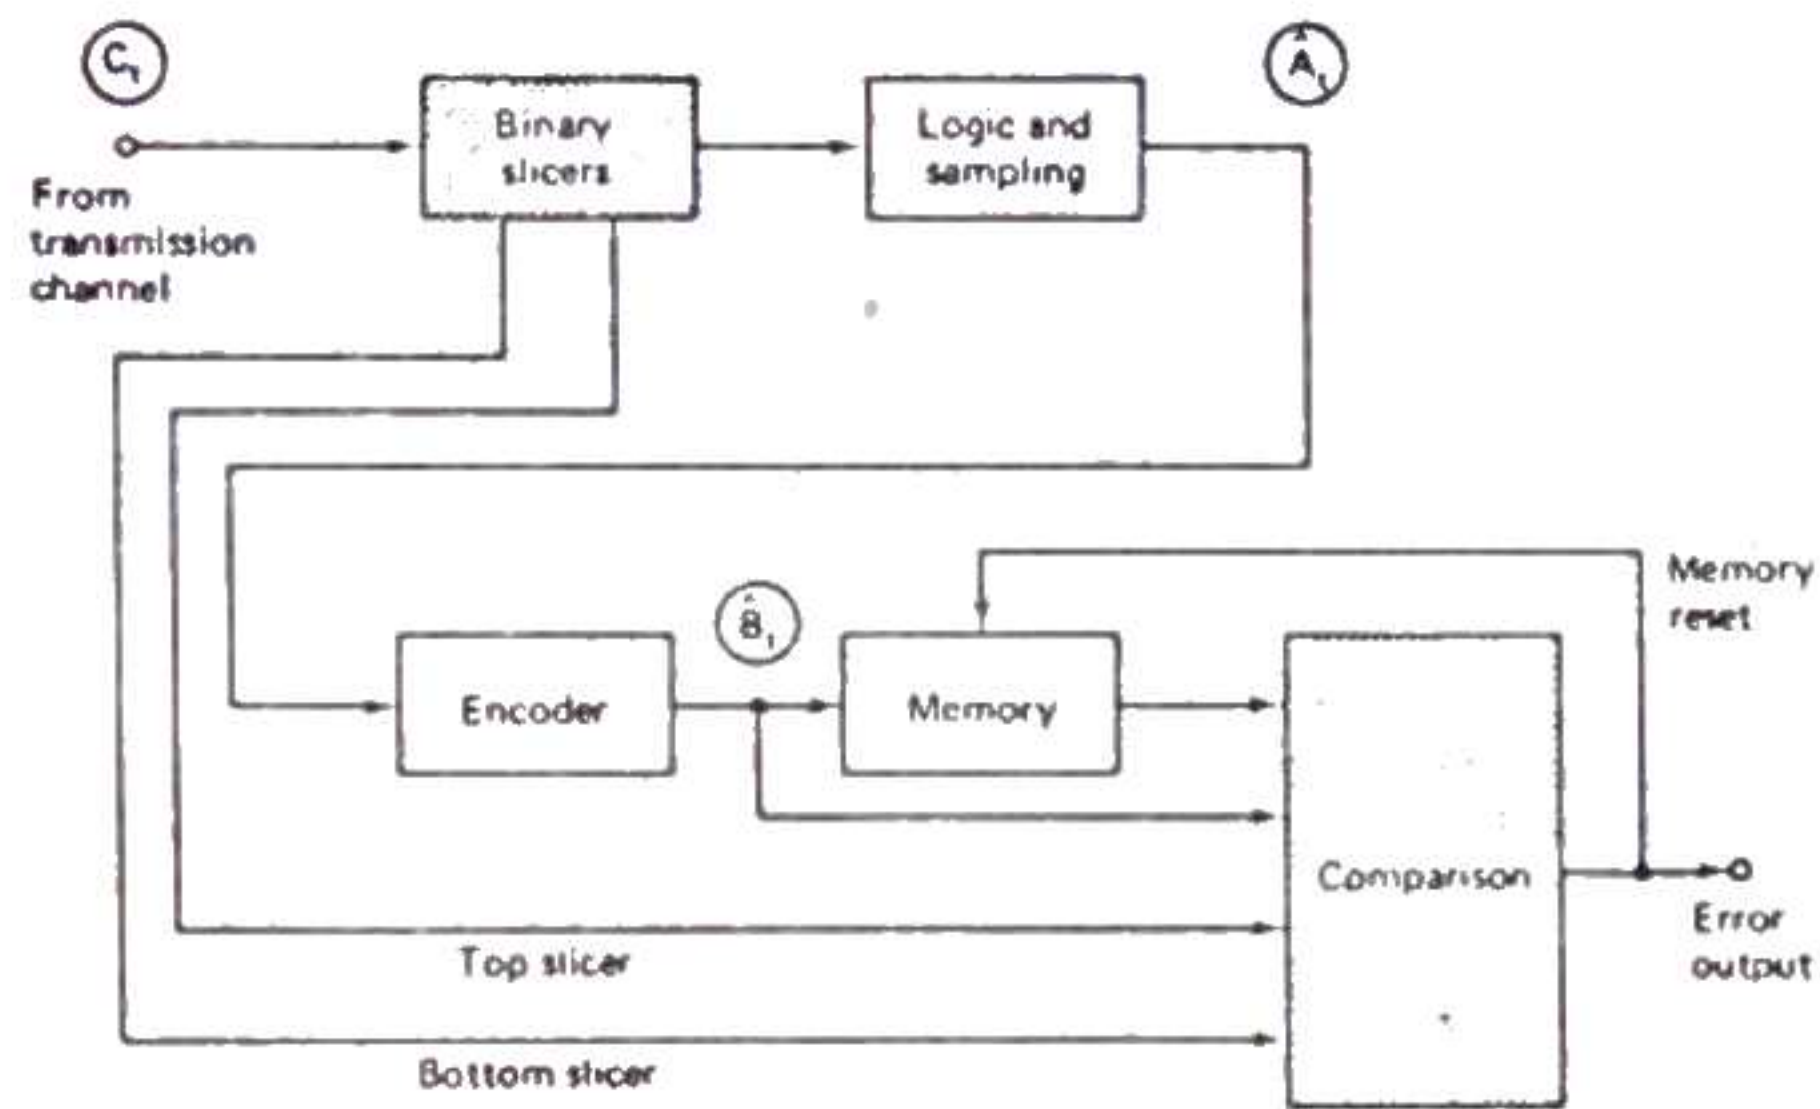 C₁
Â₁
Binary
slicers
Logic and
sampling
From
transmission
channel
Memory
reset
B̂₁
Encoder
Memory
Comparison
Error
output
Top slicer
Bottom slicer